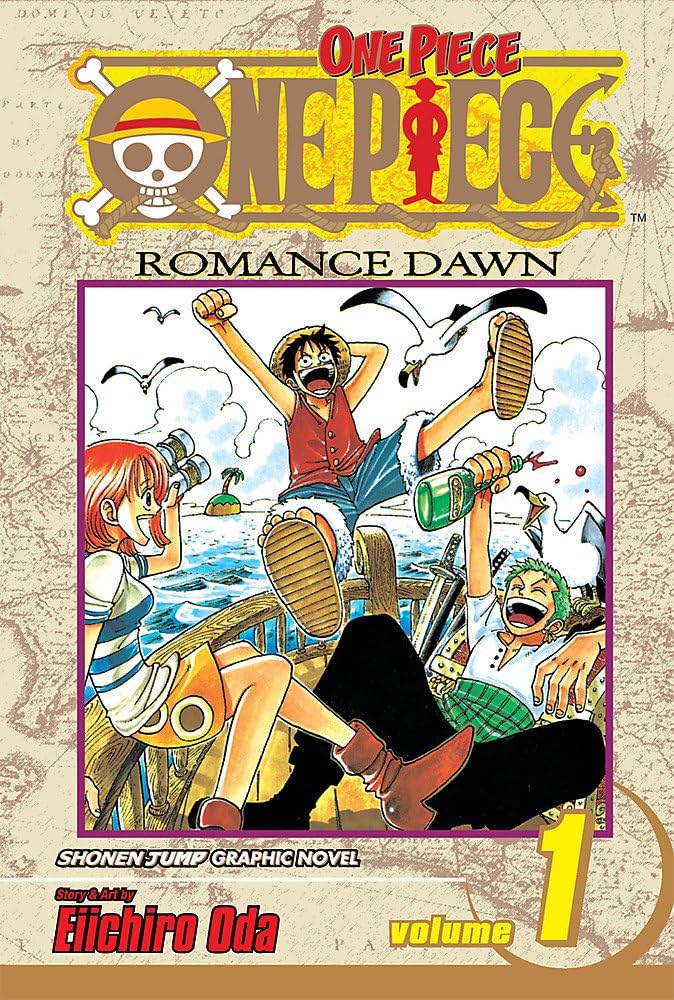 ONE PIECE
ONE PIECE
TM
ROMANCE DAWN
SHONEN JUMP GRAPHIC NOVEL
Story & Art by
Eiichiro Oda
volume 1